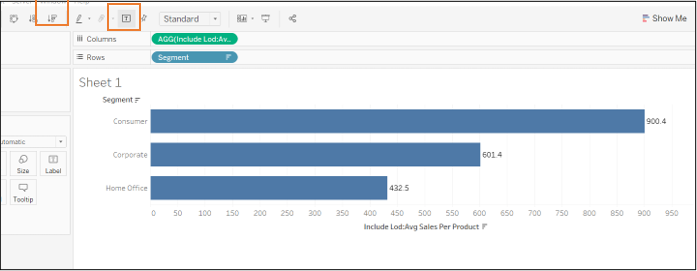 Standard
Show Me
Columns
AGG(Include Lod:Av..
Rows
Segment
Sheet 1
Segment
Consumer
900.4
Corporate
601.4
Home Office
432.5
utomatic
Size
Label
Tooltip
0 50 100 150 200 250 300 350 400 450 500 550 600 650 700 750 800 850 900 950
Include Lod:Avg Sales Per Product